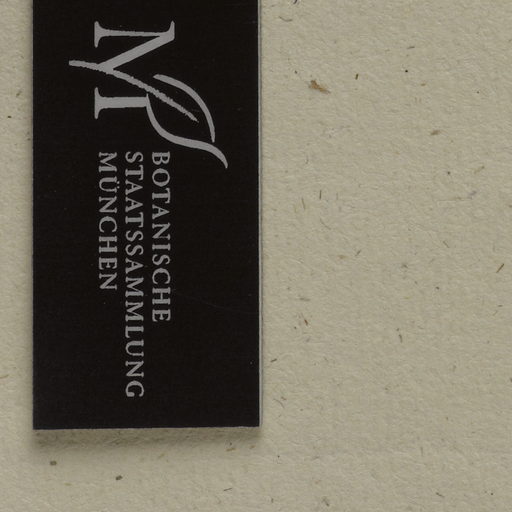 M
BOTANISCHE
STAATSSAMMLUNG
MÜNCHEN